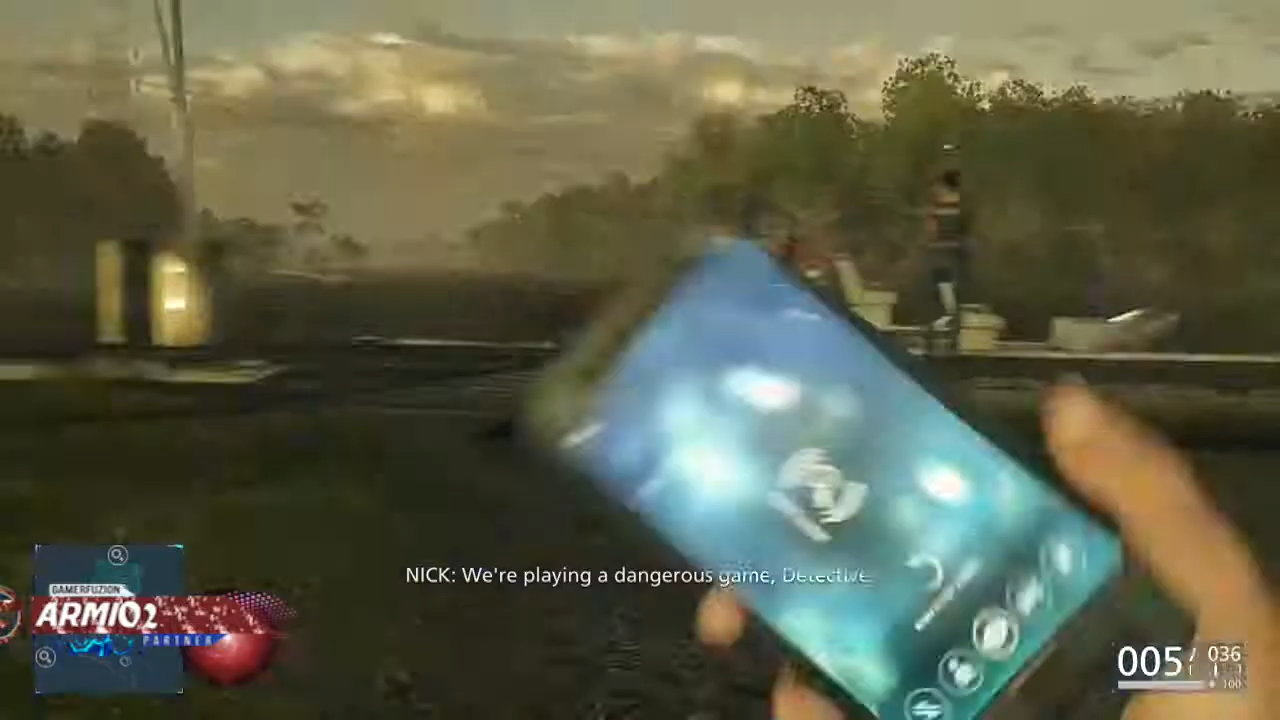 NICK: We're playing a dangerous game, Detective.
GAMERFUZION
ARMIO2
PARTNER
005/ 036
100